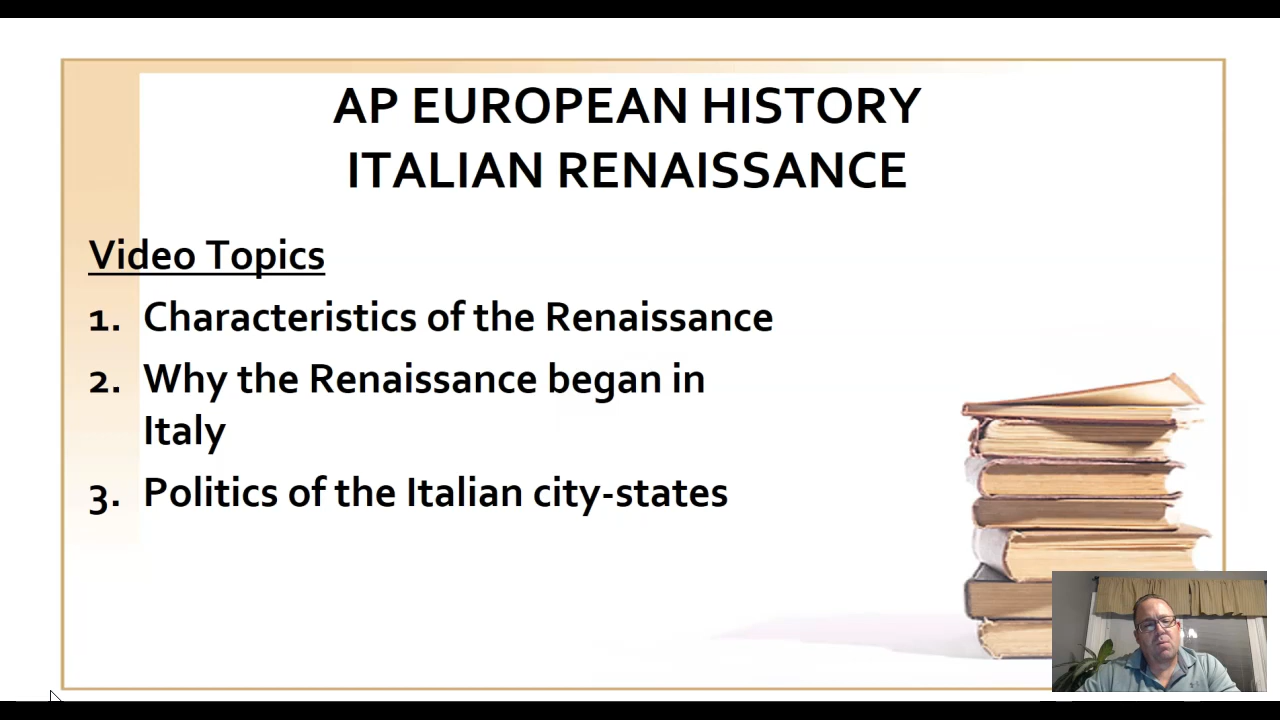 AP EUROPEAN HISTORY
ITALIAN RENAISSANCE
Video Topics
1. Characteristics of the Renaissance
2. Why the Renaissance began in
Italy
3. Politics of the Italian city-states